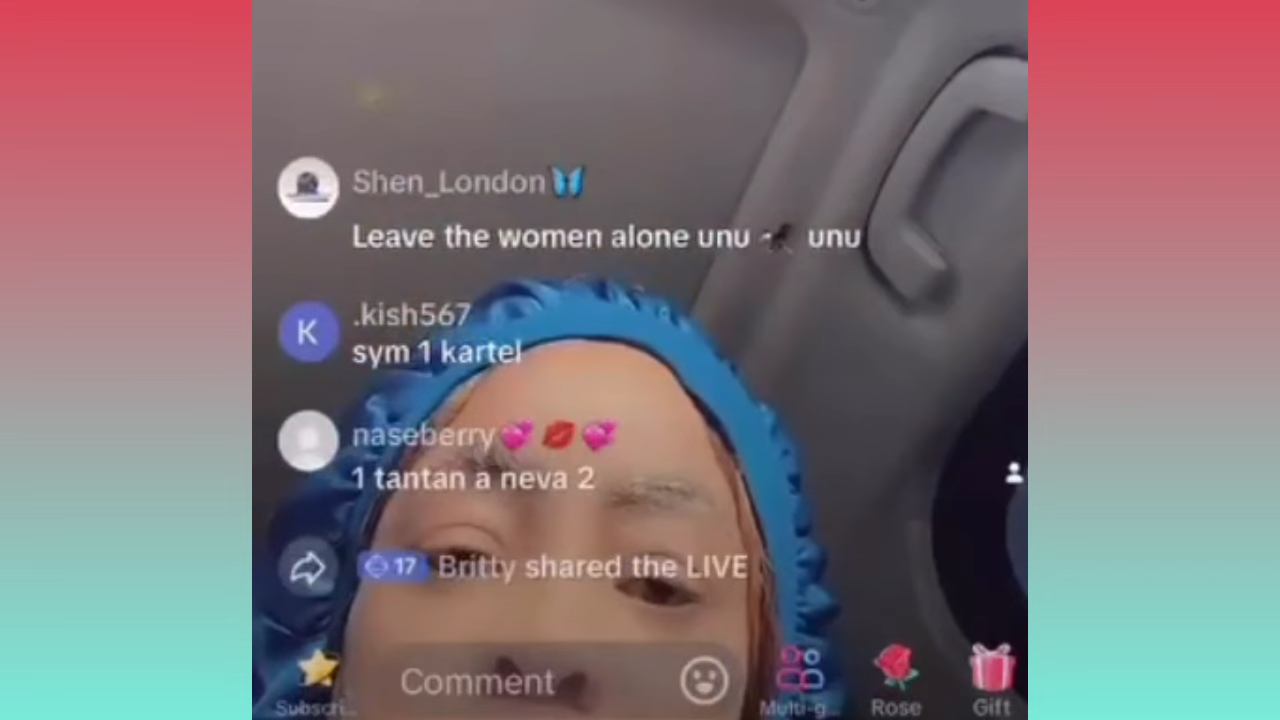 Shen_London🦋
Leave the women alone unu unu
K
.kish567
sym 1 kartel
naseberry💞💋💞
1 tantan a neva 2
17 Britty shared the LIVE
Comment
Subscri... Multi-g... Rose Gift